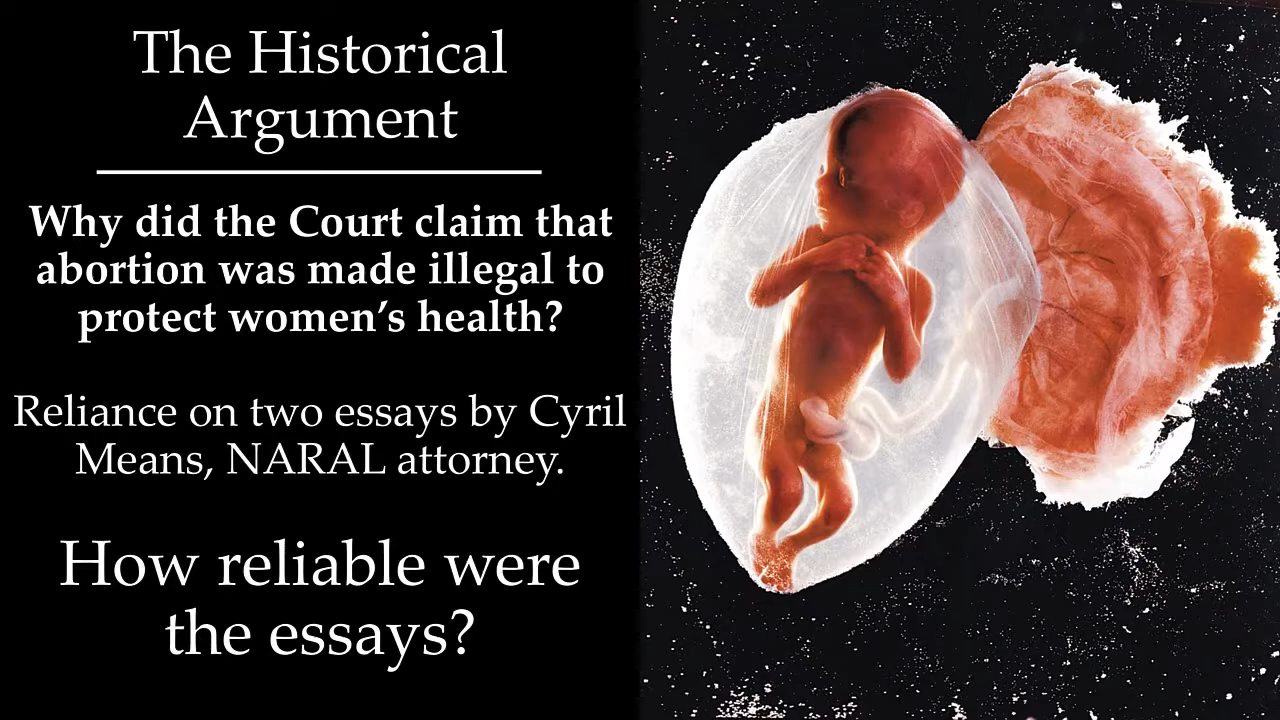 The Historical
Argument
Why did the Court claim that
abortion was made illegal to
protect women’s health?
Reliance on two essays by Cyril
Means, NARAL attorney.
How reliable were
the essays?